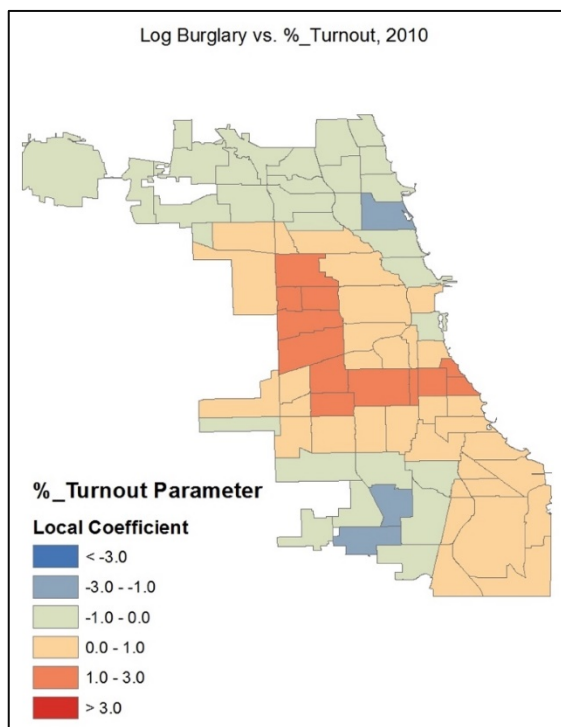 Log Burglary vs. %_Turnout, 2010
%_Turnout Parameter
Local Coefficient
< -3.0
-3.0 - -1.0
-1.0 - 0.0
0.0 - 1.0
1.0 - 3.0
> 3.0